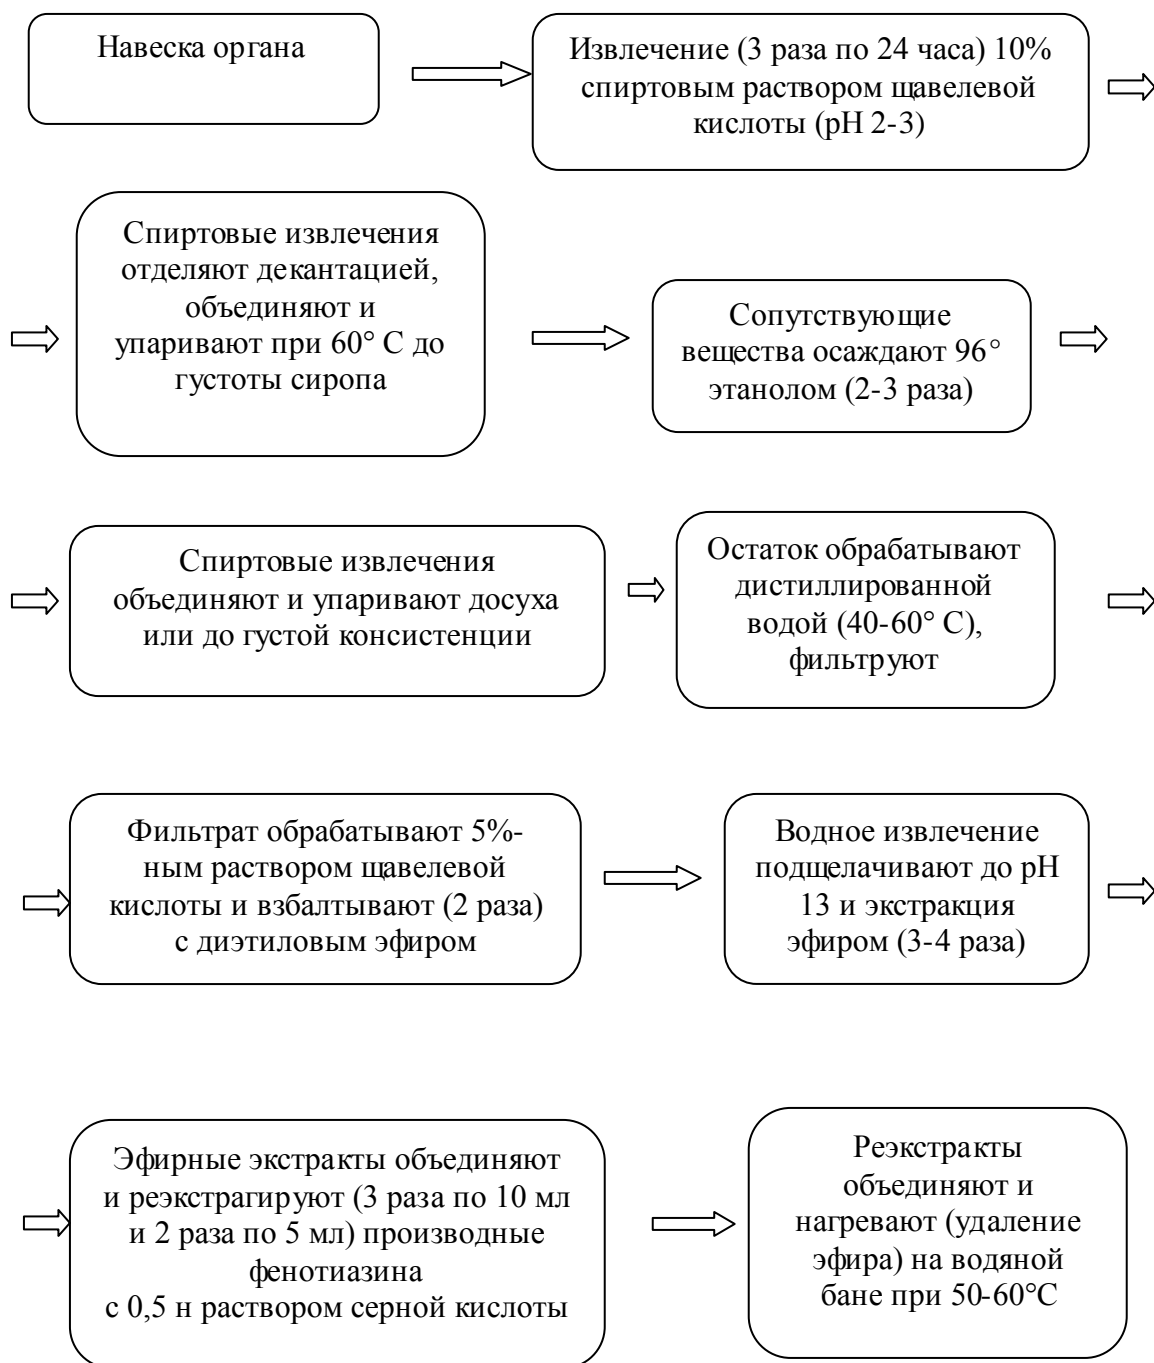 Навеска органа
Извлечение (3 раза по 24 часа) 10%
спиртовым раствором щавелевой
кислоты (pH 2-3)
Спиртовые извлечения
отделяют декантацией,
объединяют и
упаривают при 60° С до
густоты сиропа
Сопутствующие
вещества осаждают 96°
этанолом (2-3 раза)
Спиртовые извлечения
объединяют и упаривают досуха
или до густой консистенции
Остаток обрабатывают
дистиллированной
водой (40-60° С),
фильтруют
Фильтрат обрабатывают 5%-
ным раствором щавелевой
кислоты и взбалтывают (2 раза)
с диэтиловым эфиром
Водное извлечение
подщелачивают до pH
13 и экстракция
эфиром (3-4 раза)
Эфирные экстракты объединяют
и реэкстрагируют (3 раза по 10 мл
и 2 раза по 5 мл) производные
фенотиазина
с 0,5 н раствором серной кислоты
Реэкстракты
объединяют и
нагревают (удаление
эфира) на водяной
бане при 50-60°С